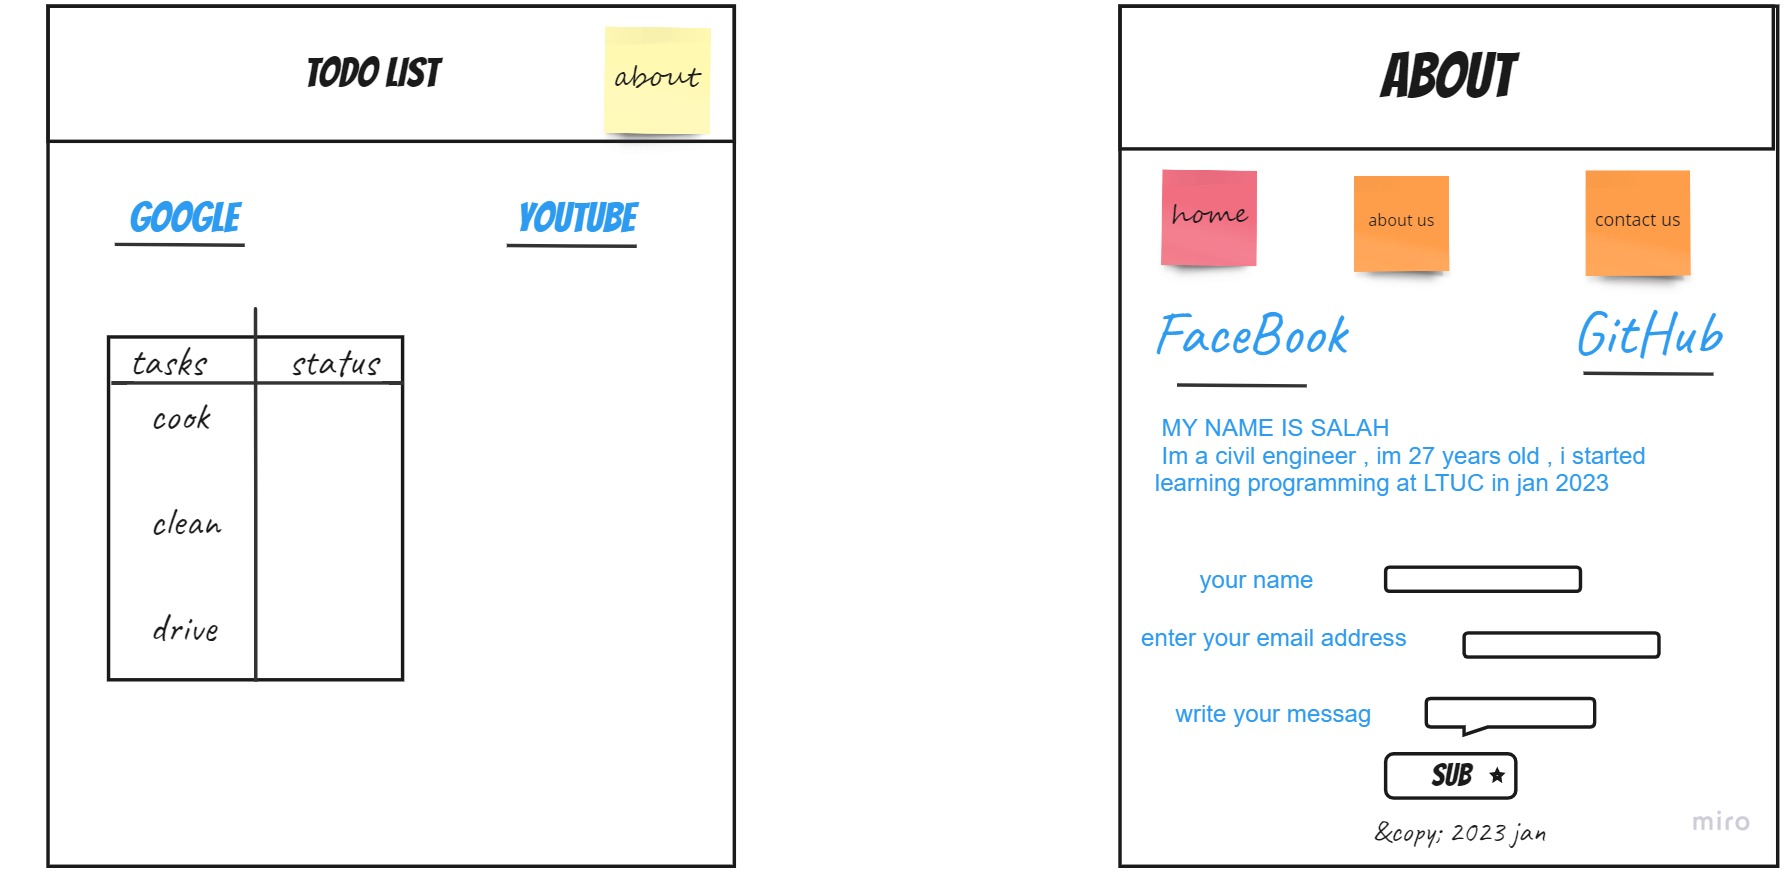 TODO LIST
about
GOOGLE
YOUTUBE
tasks
status
cook
clean
drive
ABOUT
home
about us
contact us
FaceBook
GitHub
MY NAME IS SALAH
Im a civil engineer , im 27 years old , i started
learning programming at LTUC in jan 2023
your name
enter your email address
write your messag
SUB
&copy; 2023 jan
miro